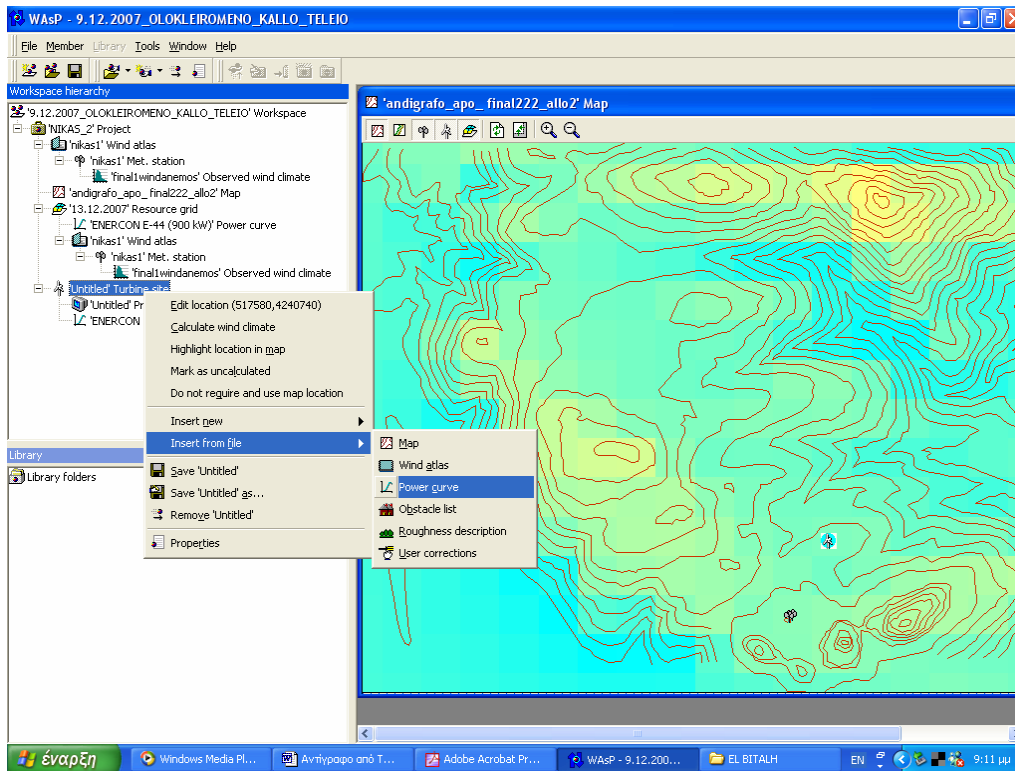 WAsP - 9.12.2007_OLOKLEIROMENO_KALLO_TELEIO
File Member Library Tools Window Help
Workspace hierarchy
'9.12.2007_OLOKLEIROMENO_KALLO_TELEIO' Workspace
'NIKAS_2' Project
'nikas1' Wind atlas
'nikas1' Met. station
'final1windanemos' Observed wind climate
'andigrafo_apo_final222_allo2' Map
'13.12.2007' Resource grid
'ENERCON E-44 (900 kW)' Power curve
'nikas1' Wind atlas
'nikas1' Met. station
'final1windanemos' Observed wind climate
'Untitled' Turbine site
'Untitled' Pr
'ENERCON
Edit location (517580,4240740)
Calculate wind climate
Highlight location in map
Mark as uncalculated
Do not require and use map location
Insert new
Insert from file
Save 'Untitled'
Save 'Untitled' as...
Remove 'Untitled'
Properties
Map
Wind atlas
Power curve
Obstacle list
Roughness description
User corrections
Library
Library folders
'andigrafo_apo_ final222_allo2' Map
έναρξη
Windows Media Pl...
Αντίγραφο από Τ...
Adobe Acrobat Pr...
WAsP - 9.12.200...
EL BITALH
EN
9:11 μμ